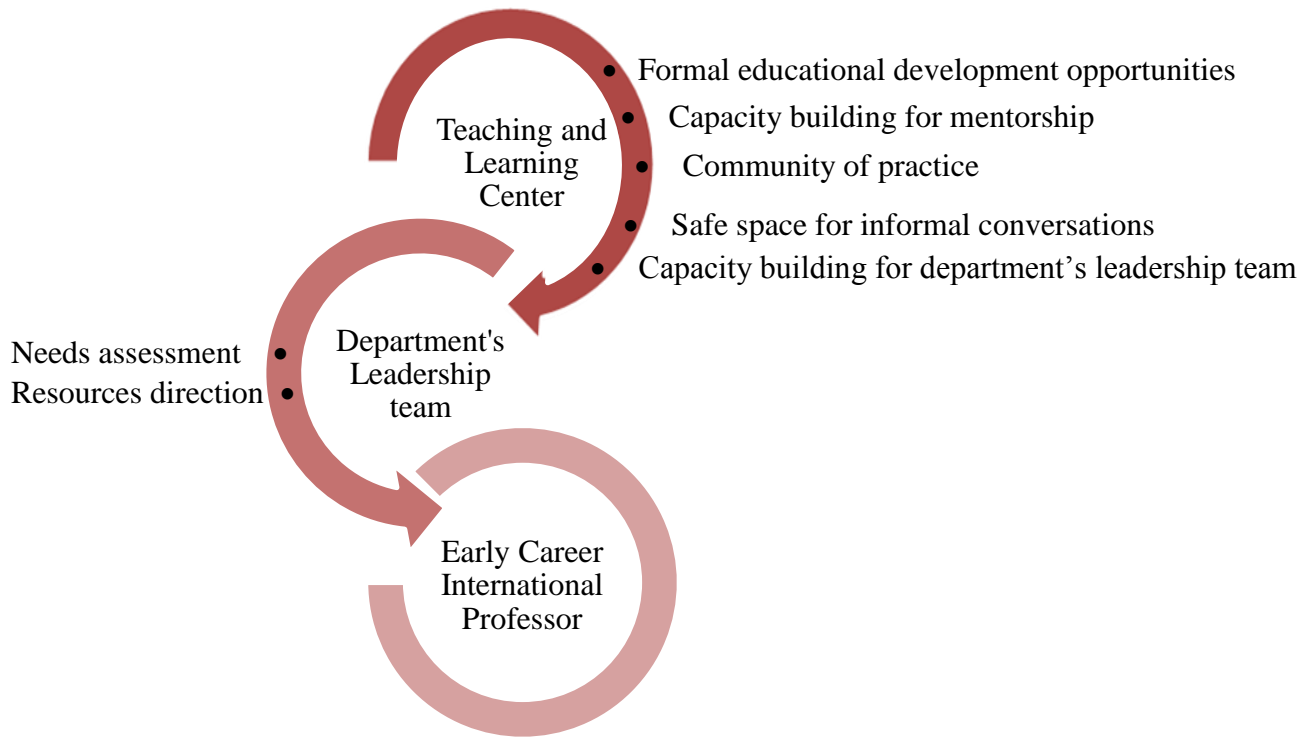 Formal educational development opportunities
Capacity building for mentorship
Teaching and
Learning
Center
Community of practice
Safe space for informal conversations
Capacity building for department’s leadership team
Needs assessment
Resources direction
Department's
Leadership
team
Early Career
International
Professor